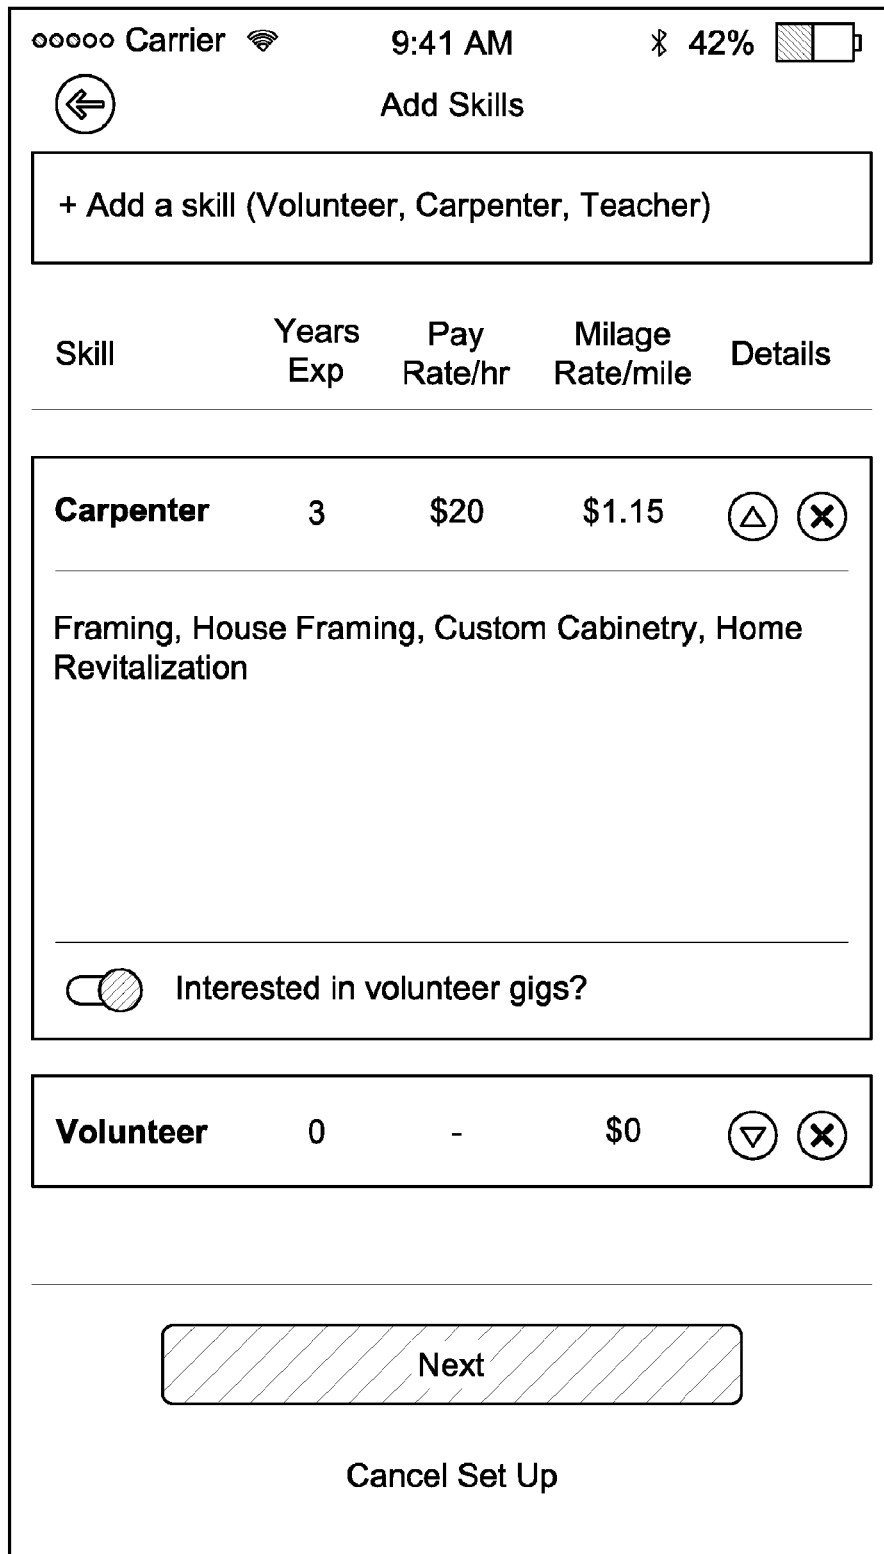 Carrier 9:41 AM 42%
Add Skills
+ Add a skill (Volunteer, Carpenter, Teacher)
Skill Years Exp Pay Rate/hr Milage Rate/mile Details
Carpenter 3 $20 $1.15
Framing, House Framing, Custom Cabinetry, Home
Revitalization
Interested in volunteer gigs?
Volunteer 0 - $0
Next
Cancel Set Up